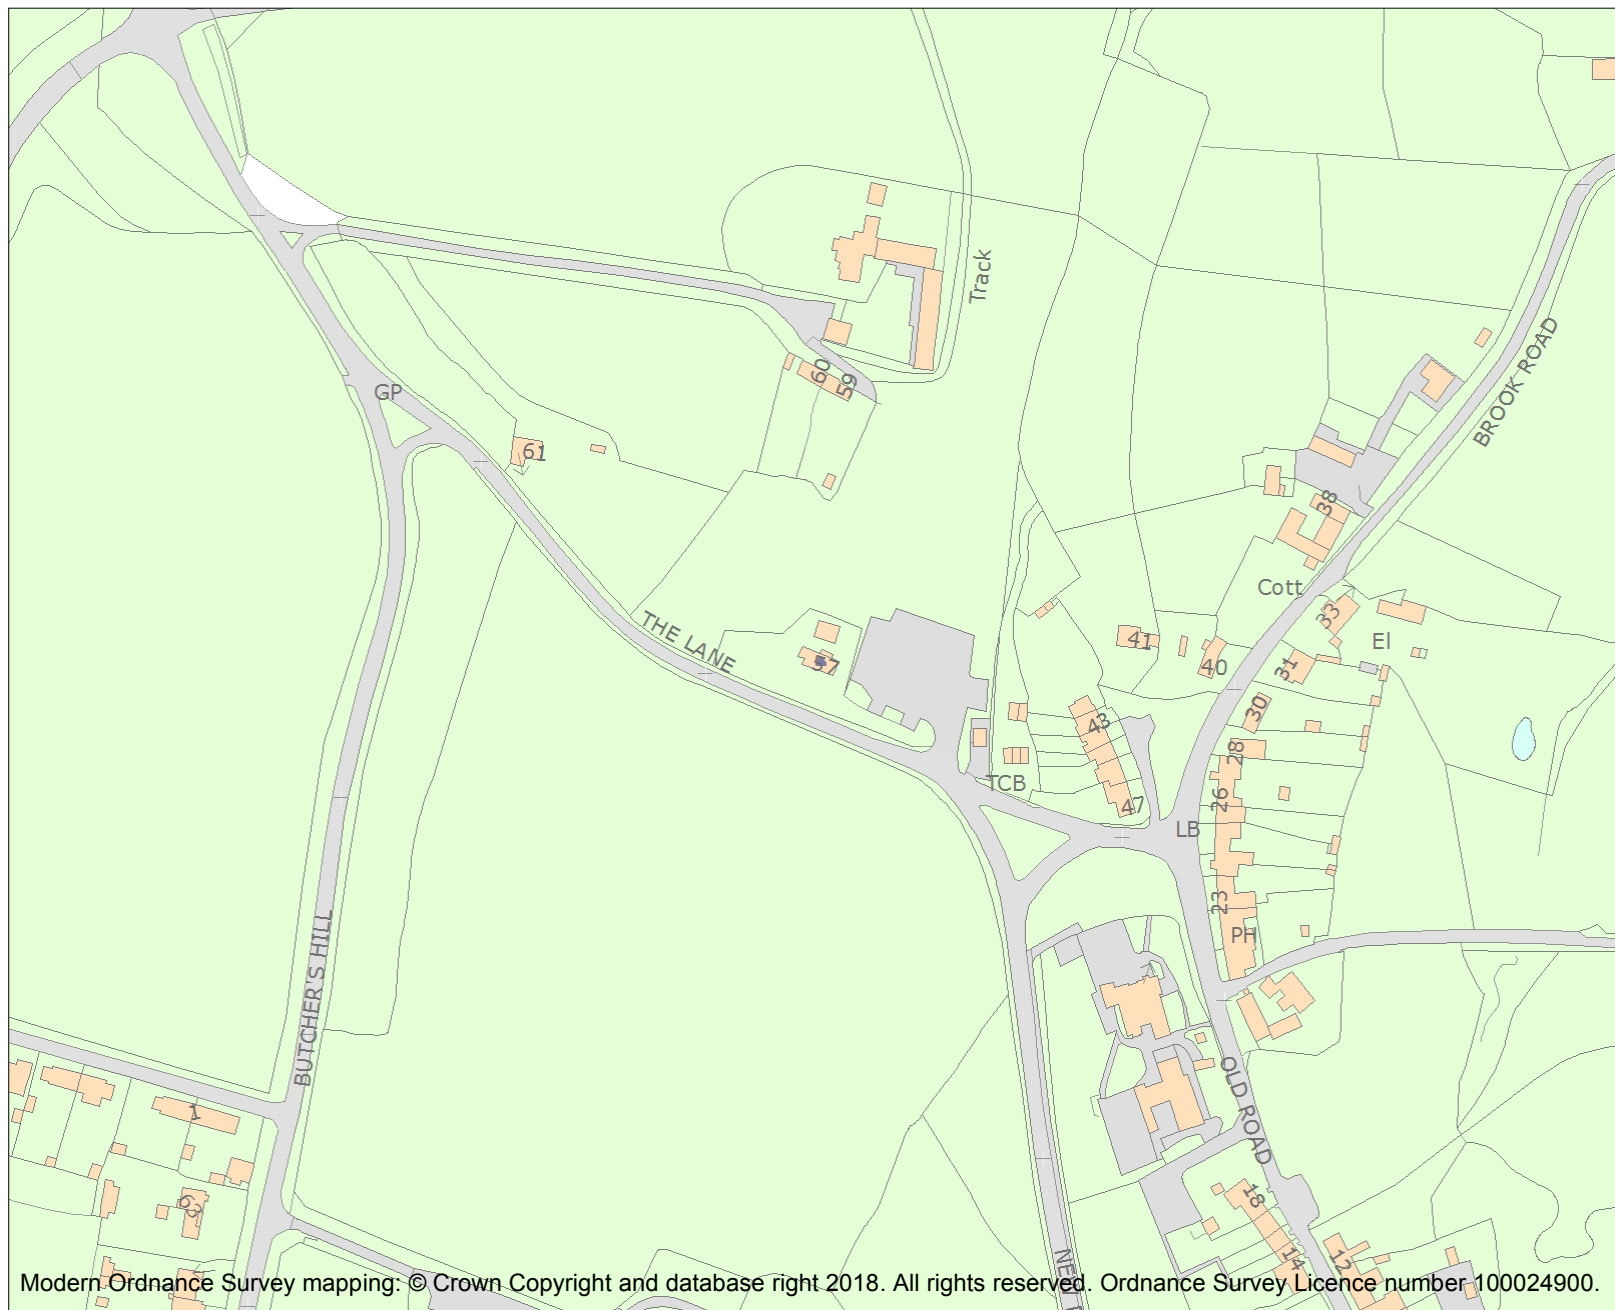 Track
GP
60
59
61
BROOK ROAD
38
Cott
THE LANE
33
El
41
40
31
57
30
43
28
TCB
47
26
LB
23
PH
BUTCHER'S HILL
OLD ROAD
1
63
18
14
12
NEW
Modern Ordnance Survey mapping: © Crown Copyright and database right 2018. All rights reserved. Ordnance Survey Licence number 100024900.